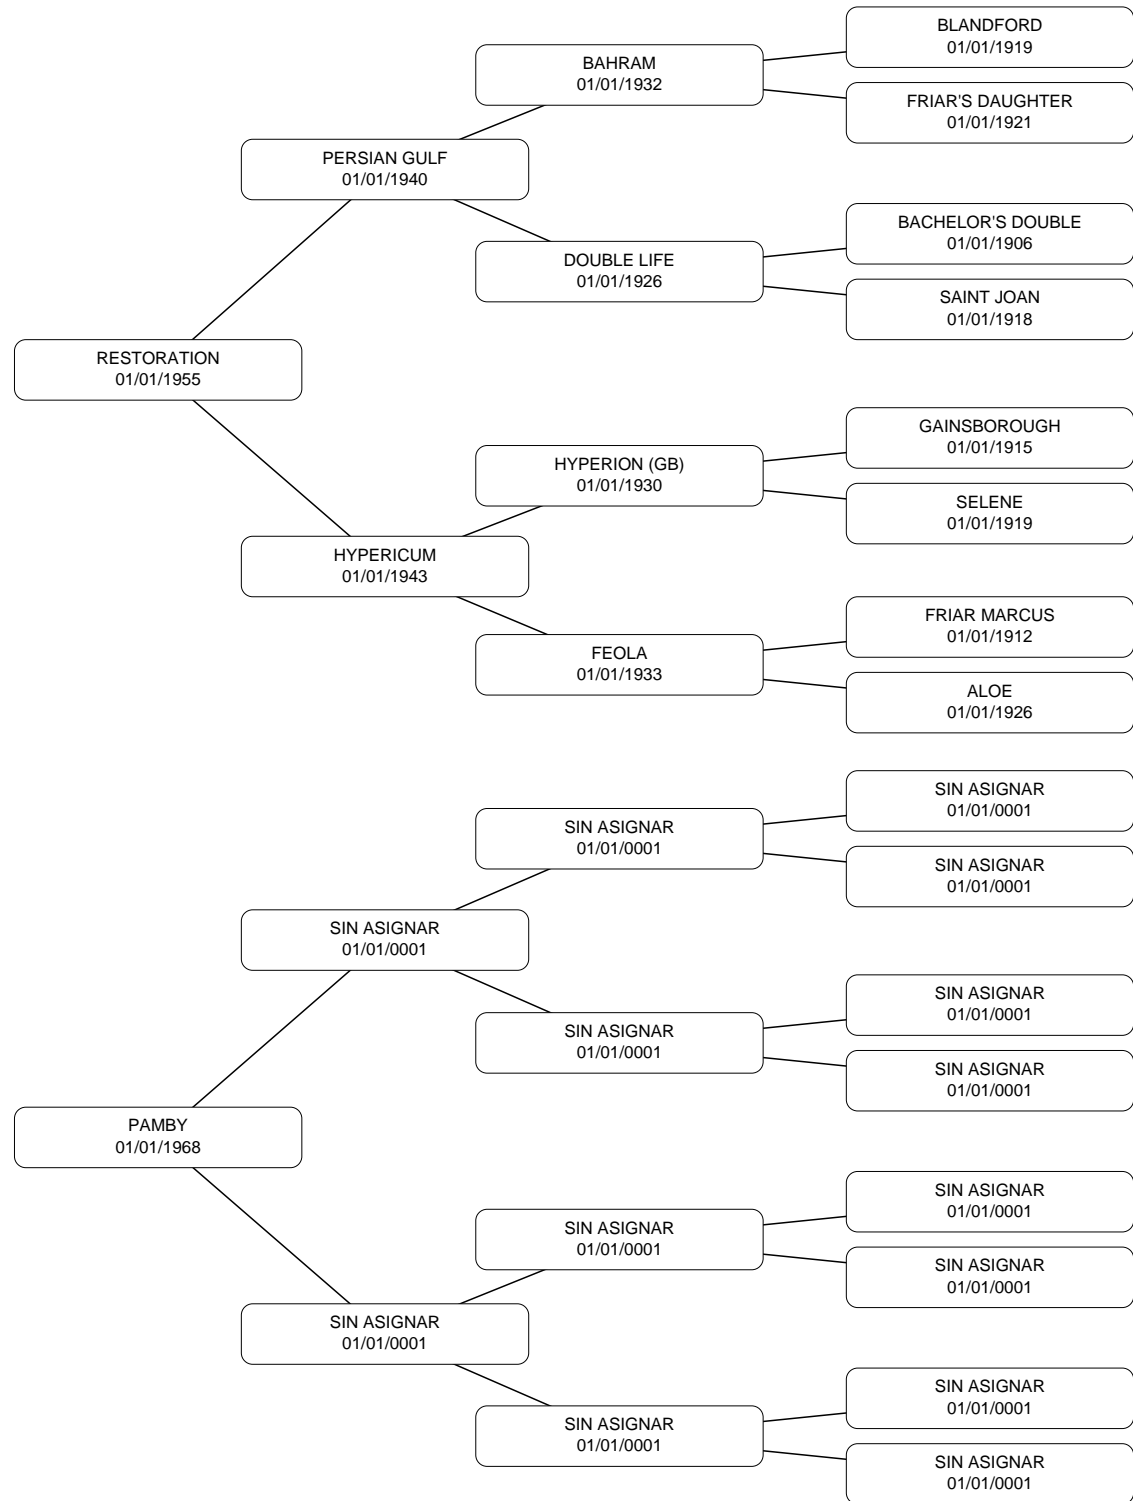 BLANDFORD
01/01/1919
BAHRAM
01/01/1932
FRIAR'S DAUGHTER
01/01/1921
PERSIAN GULF
01/01/1940
BACHELOR'S DOUBLE
01/01/1906
DOUBLE LIFE
01/01/1926
SAINT JOAN
01/01/1918
RESTORATION
01/01/1955
GAINSBOROUGH
01/01/1915
HYPERION (GB)
01/01/1930
SELENE
01/01/1919
HYPERICUM
01/01/1943
FRIAR MARCUS
01/01/1912
FEOLA
01/01/1933
ALOE
01/01/1926
SIN ASIGNAR
01/01/0001
SIN ASIGNAR
01/01/0001
SIN ASIGNAR
01/01/0001
SIN ASIGNAR
01/01/0001
SIN ASIGNAR
01/01/0001
SIN ASIGNAR
01/01/0001
SIN ASIGNAR
01/01/0001
PAMBY
01/01/1968
SIN ASIGNAR
01/01/0001
SIN ASIGNAR
01/01/0001
SIN ASIGNAR
01/01/0001
SIN ASIGNAR
01/01/0001
SIN ASIGNAR
01/01/0001
SIN ASIGNAR
01/01/0001
SIN ASIGNAR
01/01/0001